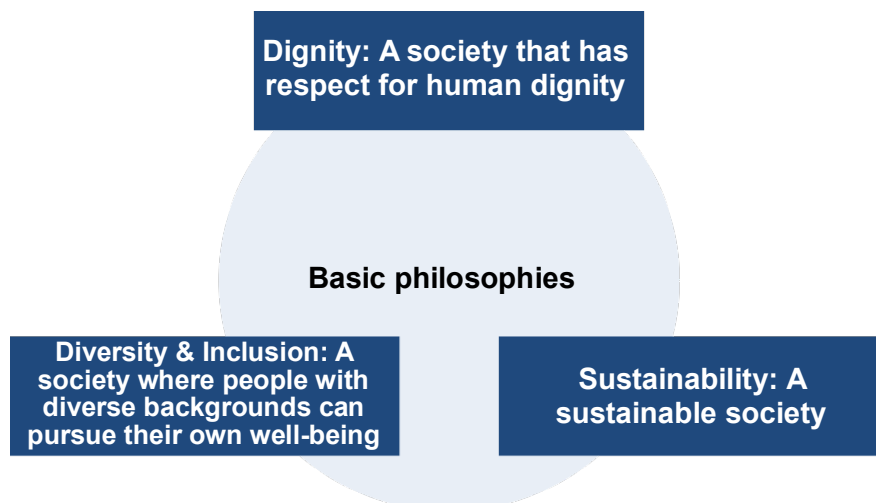 Dignity: A society that has
respect for human dignity
Basic philosophies
Diversity & Inclusion: A
society where people with
diverse backgrounds can
pursue their own well-being
Sustainability: A
sustainable society